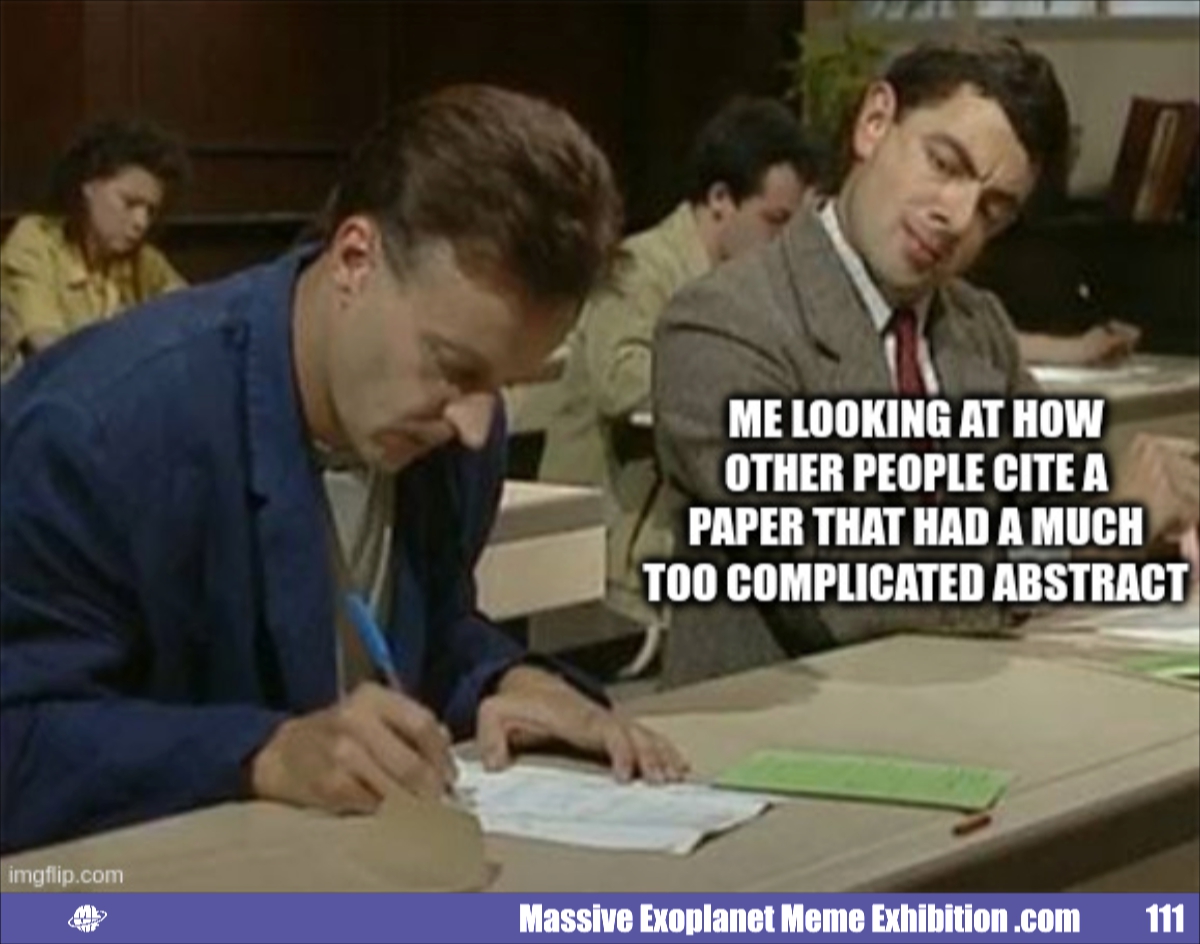 ME LOOKING AT HOW
OTHER PEOPLE CITE A
PAPER THAT HAD A MUCH
TOO COMPLICATED ABSTRACT
imgflip.com
Massive Exoplanet Meme Exhibition .com 111